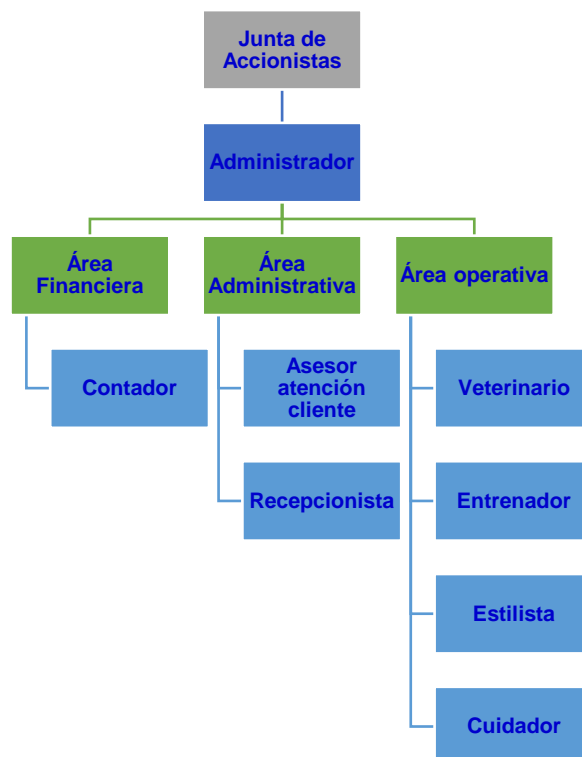 Junta de
Accionistas
Administrador
Área
Financiera
Área
Administrativa
Área operativa
Contador
Asesor
atención
cliente
Veterinario
Recepcionista
Entrenador
Estilista
Cuidador